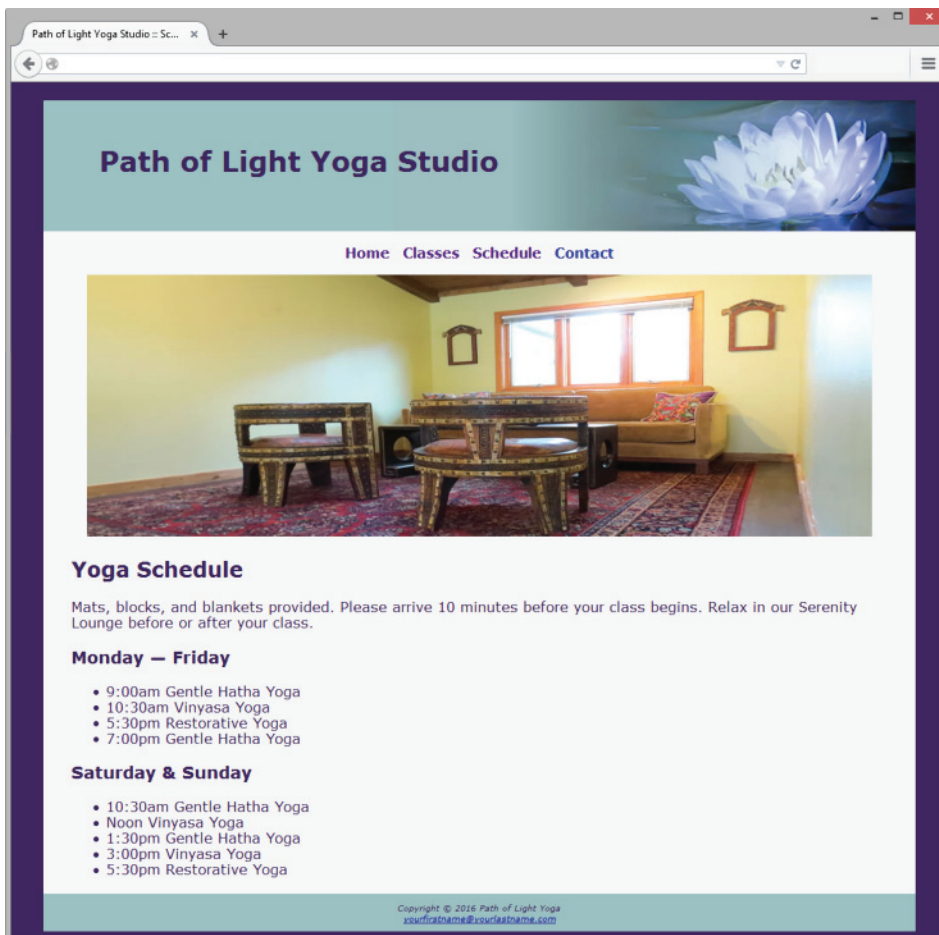 Path of Light Yoga Studio :: Sc...
Path of Light Yoga Studio
Home Classes Schedule Contact
Yoga Schedule
Mats, blocks, and blankets provided. Please arrive 10 minutes before your class begins. Relax in our Serenity
Lounge before or after your class.
Monday — Friday
• 9:00am Gentle Hatha Yoga
• 10:30am Vinyasa Yoga
• 5:30pm Restorative Yoga
• 7:00pm Gentle Hatha Yoga
Saturday & Sunday
• 10:30am Gentle Hatha Yoga
• Noon Vinyasa Yoga
• 1:30pm Gentle Hatha Yoga
• 3:00pm Vinyasa Yoga
• 5:30pm Restorative Yoga
Copyright © 2016 Path of Light Yoga
yourfirstname@yourlastname.com